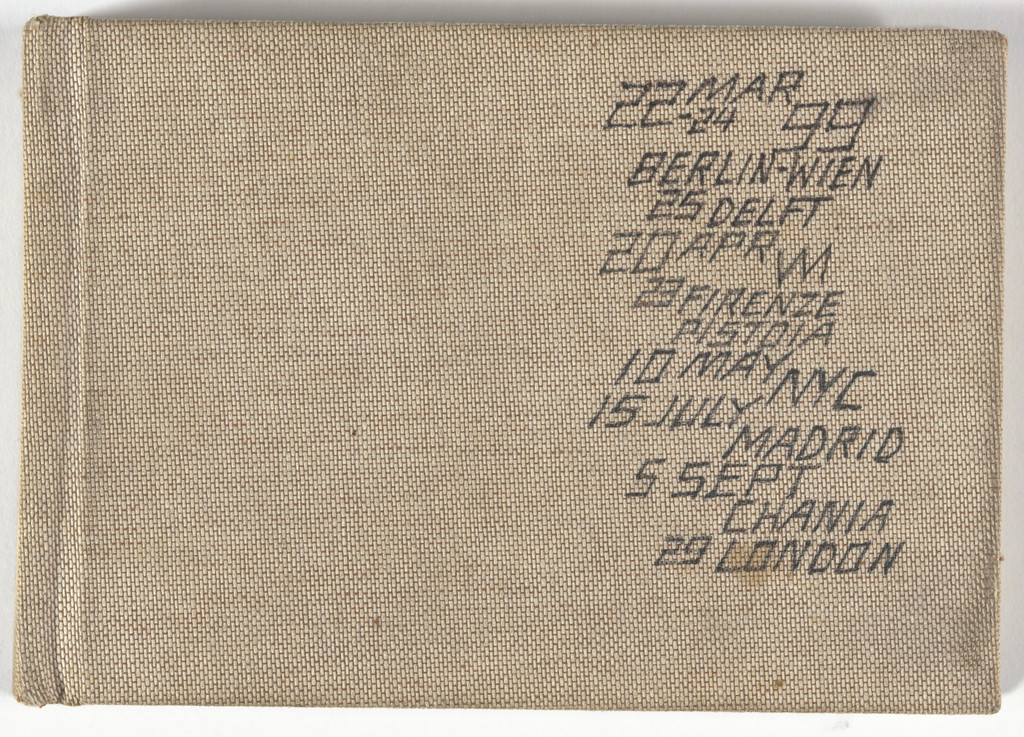 22 MAR
-24 99
BERLIN-WIEN
25 DELFT
20 APR VM
23 FIRENZE
PISTOIA
10 MAY NYC
15 JULY
MADRID
5 SEPT
CHANIA
29 LONDON